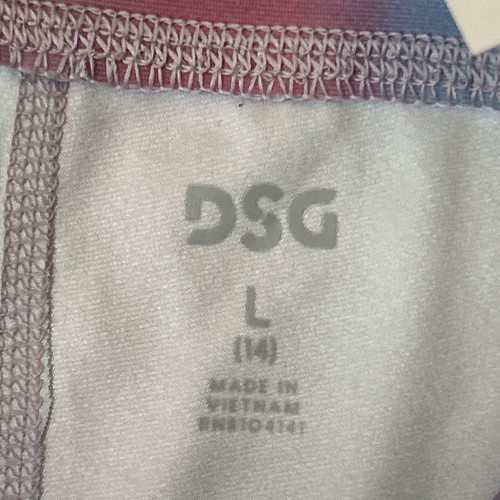 DSG
L
(14)
MADE IN
VIETNAM